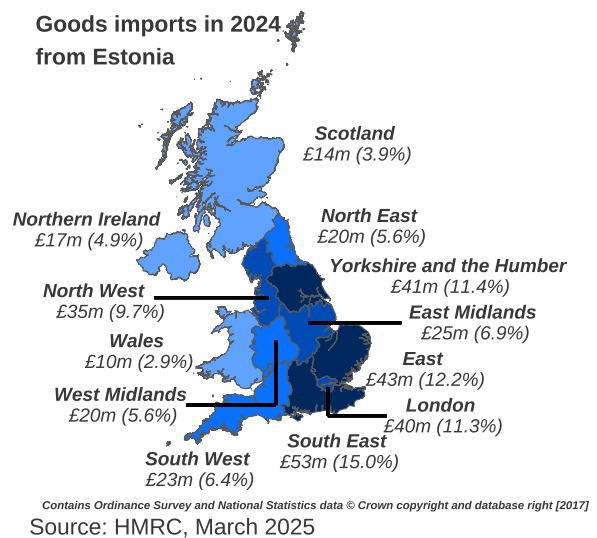 Goods imports in 2024
from Estonia
Scotland
£14m (3.9%)
Northern Ireland
£17m (4.9%)
North East
£20m (5.6%)
Yorkshire and the Humber
£41m (11.4%)
North West
£35m (9.7%)
East Midlands
£25m (6.9%)
Wales
£10m (2.9%)
East
£43m (12.2%)
West Midlands
£20m (5.6%)
London
£40m (11.3%)
South East
£53m (15.0%)
South West
£23m (6.4%)
Contains Ordinance Survey and National Statistics data © Crown copyright and database right [2017]
Source: HMRC, March 2025